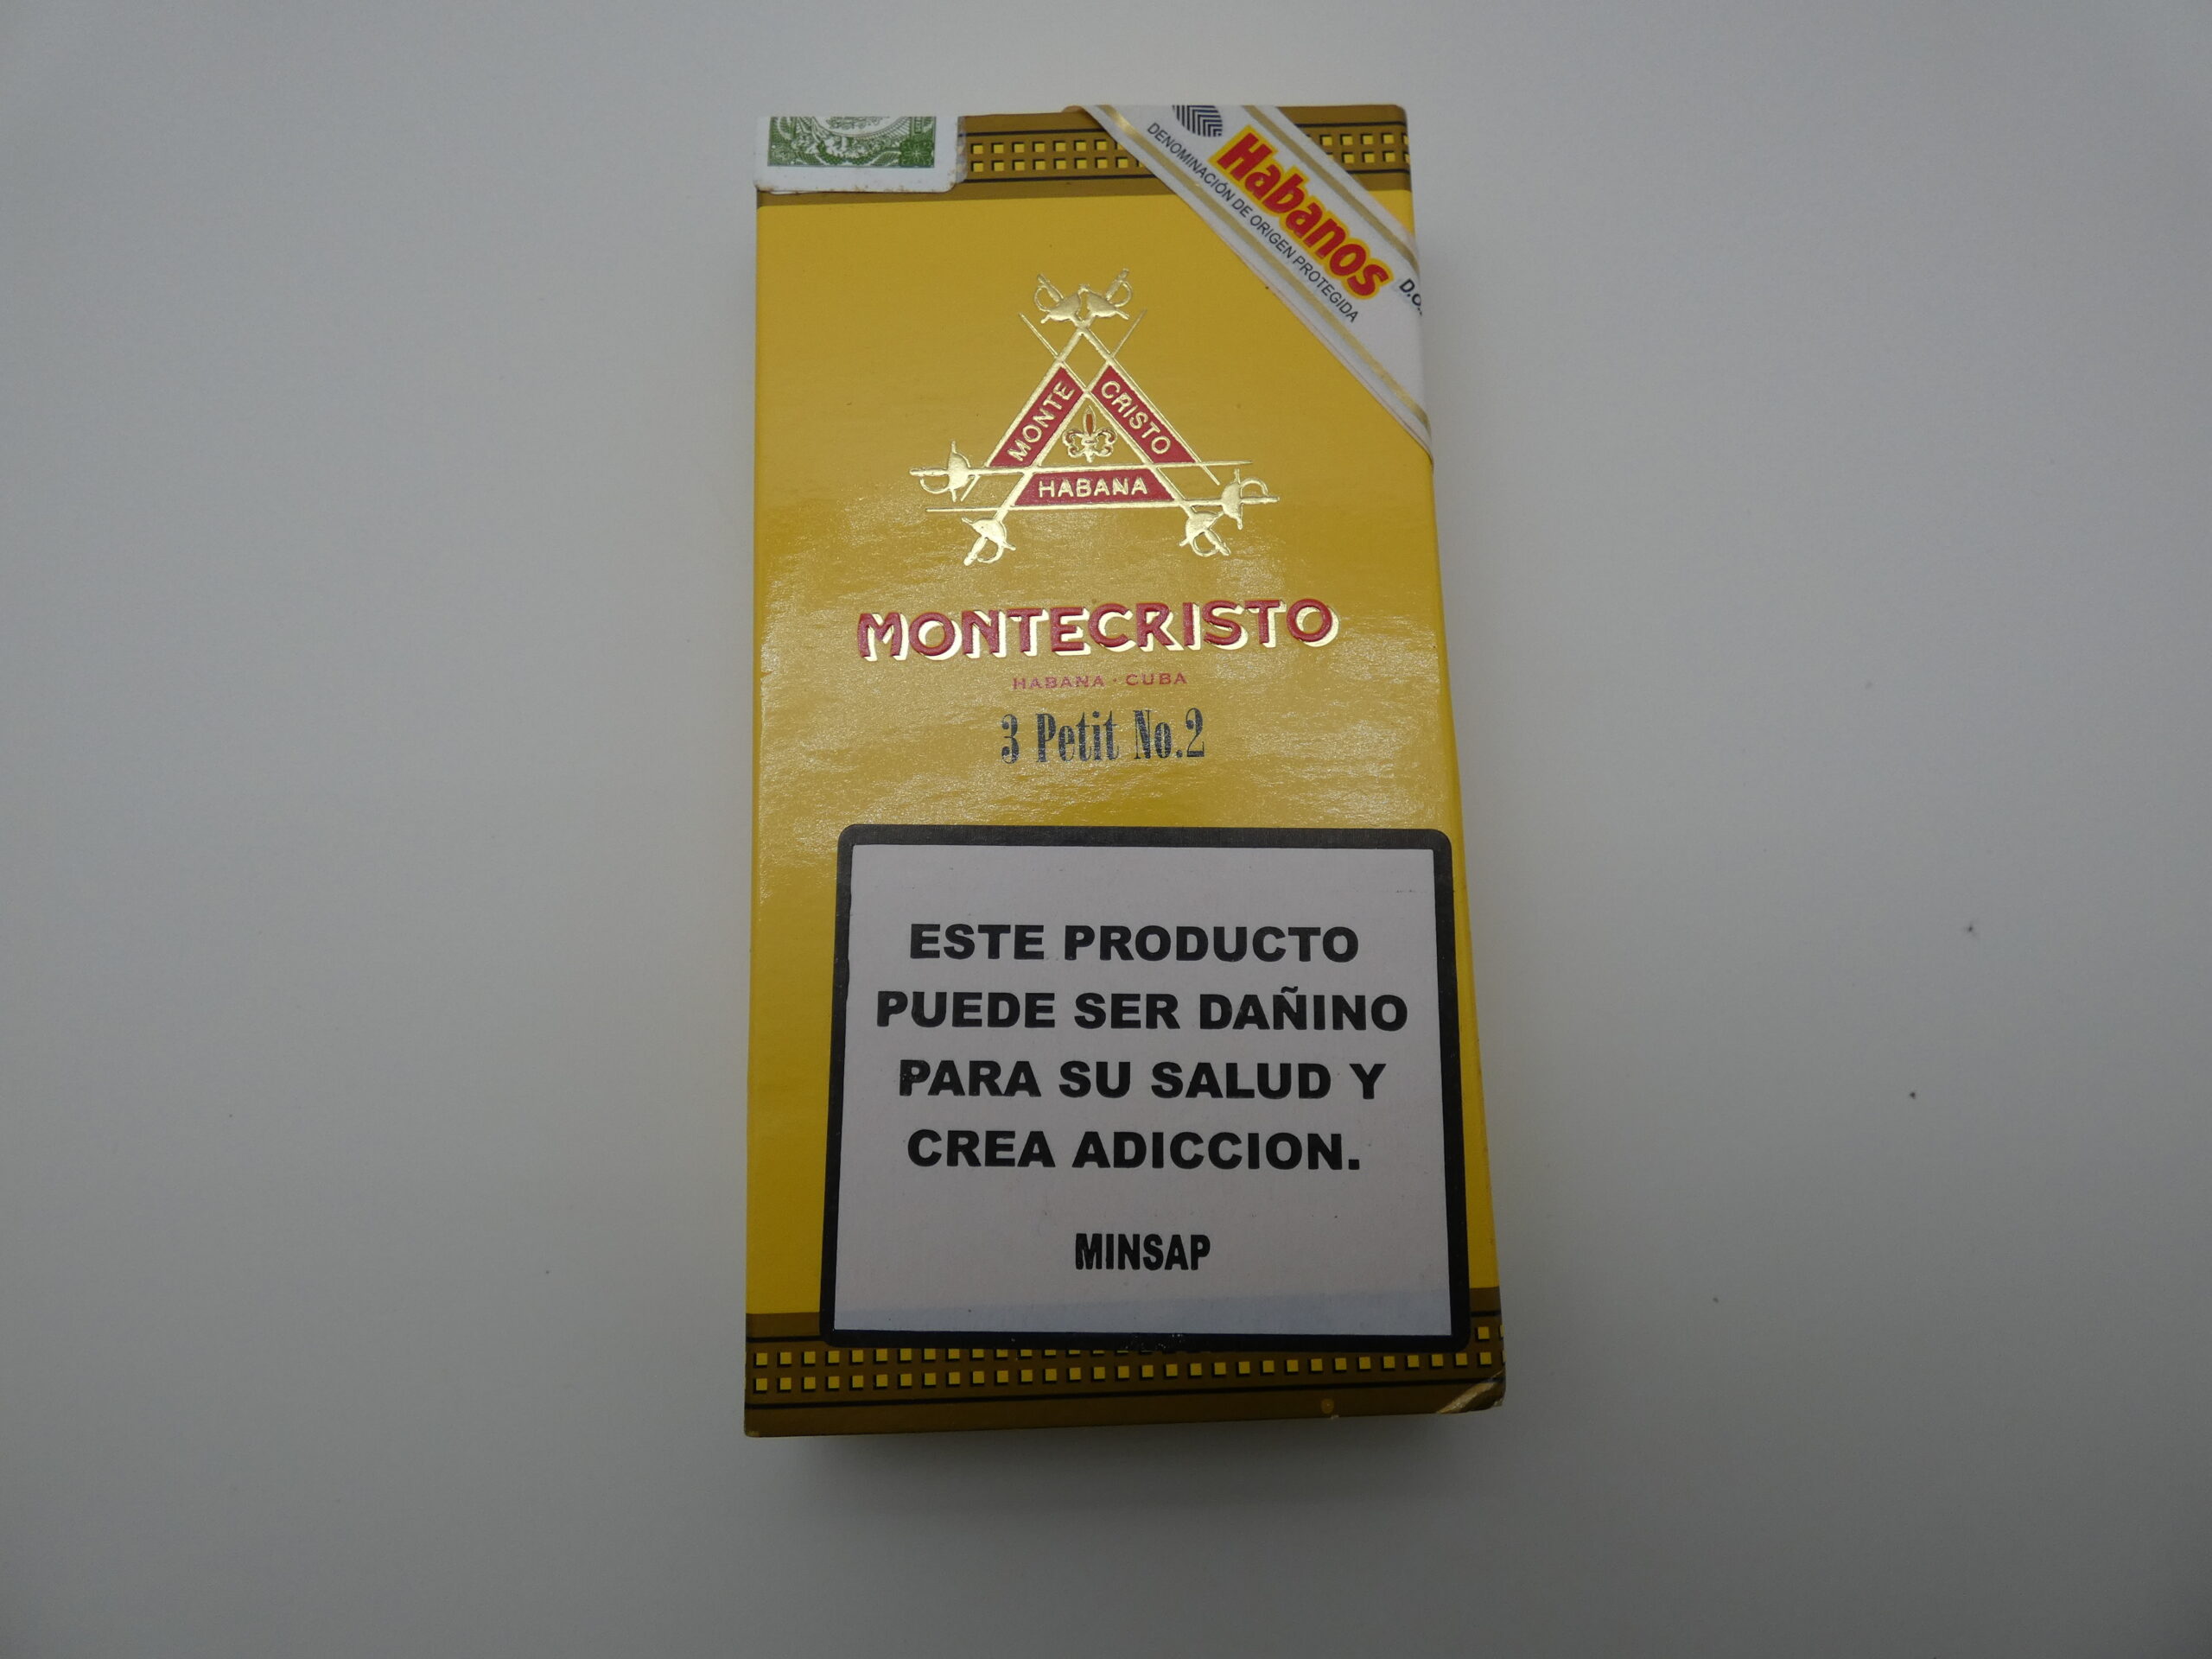 Habanos
DENOMINACIÓN DE ORIGEN PROTEGIDA
MONTE CRISTO
HABANA
MONTECRISTO
HABANA · CUBA
3 Petit No.2
ESTE PRODUCTO
PUEDE SER DAÑINO
PARA SU SALUD Y
CREA ADICCION.
MINSAP